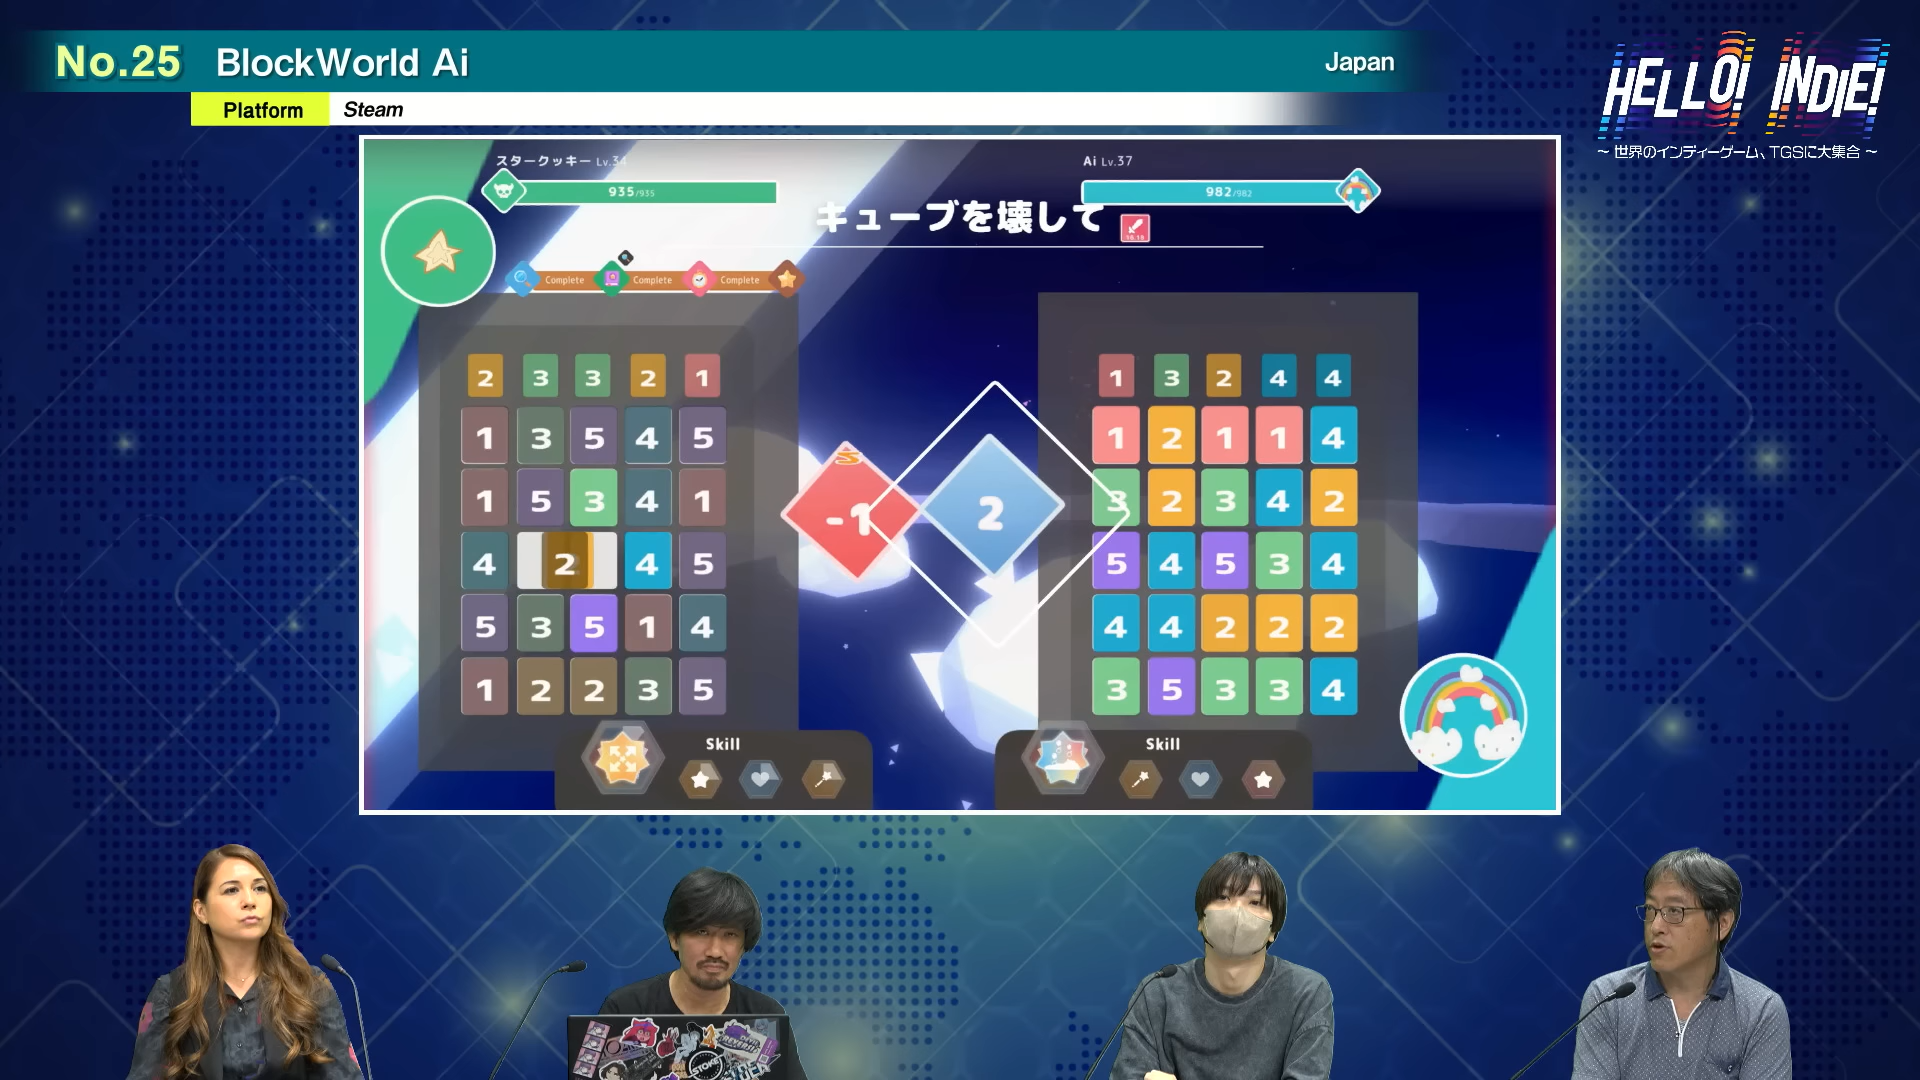 No.25 BlockWorld Ai Japan
Platform Steam
HELLO! INDIE!
～ 世界のインディーゲーム、TGSに大集合 ～
スタークッキー Lv.34
935/935
Ai Lv.37
982/982
キューブを壊して
Complete Complete Complete
2 3 3 2 1
1 3 5 4 5
1 5 3 4 1
4 2 4 5
5 3 5 1 4
1 2 2 3 5
S
-1 2
1 3 2 4 4
1 2 1 1 4
3 2 3 4 2
5 4 5 3 4
4 4 2 2 2
3 5 3 3 4
Skill
Skill